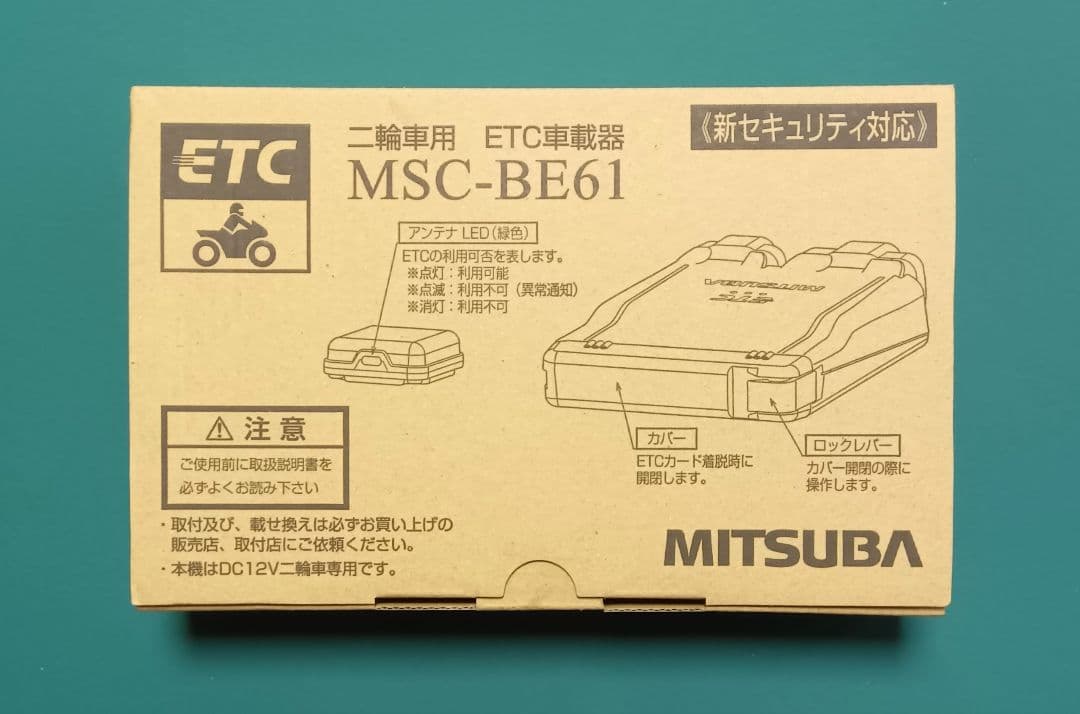 ETC
二輪車用 ETC車載器
《新セキュリティ対応》
MSC-BE61
アンテナ LED(緑色)
ETCの利用可否を表します。
※点灯:利用可能
※点滅:利用不可(異常通知)
※消灯:利用不可
MITSUBA
ETC
カバー
ETCカード着脱時に
開閉します。
ロックレバー
カバー開閉の際に
操作します。
⚠ 注意
ご使用前に取扱説明書を
必ずよくお読み下さい
・取付及び、載せ換えは必ずお買い上げの
販売店、取付店にご依頼ください。
・本機はDC12V二輪車専用です。
MITSUBA